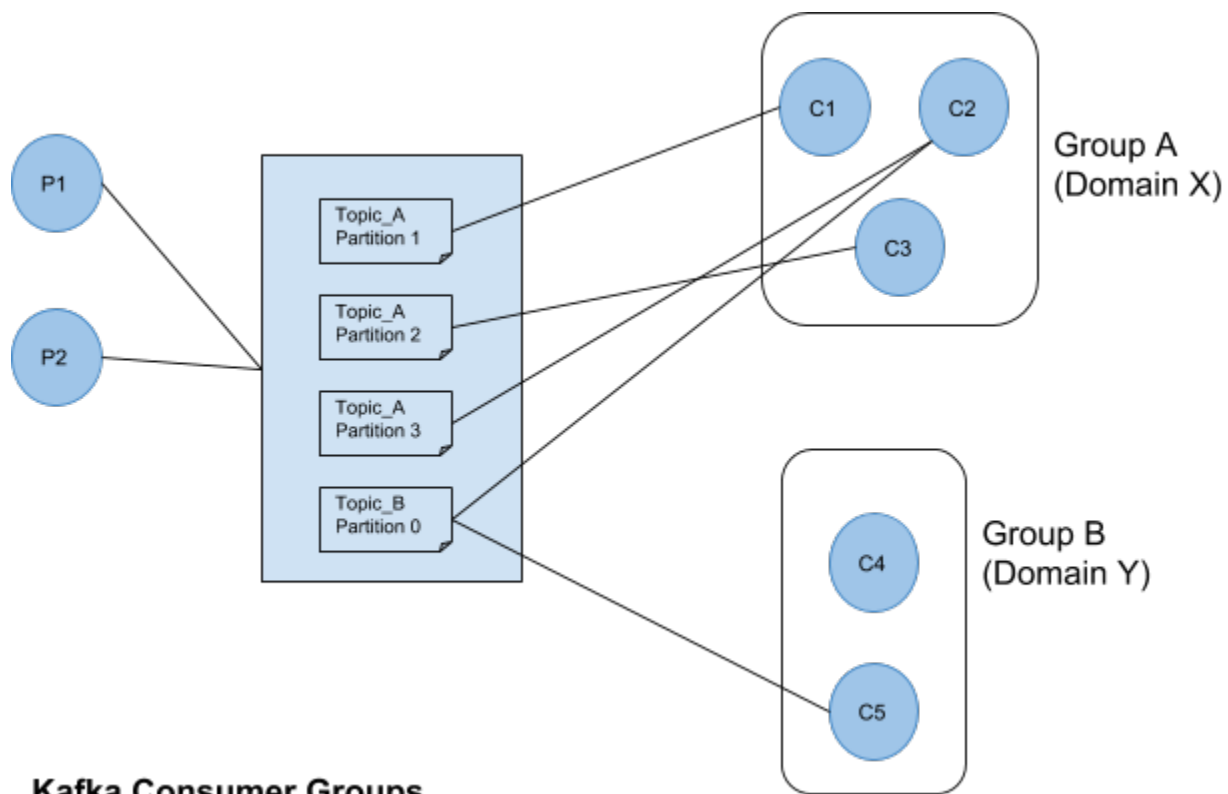 P1
P2
Topic_A
Partition 1
Topic_A
Partition 2
Topic_A
Partition 3
Topic_B
Partition 0
C1
C2
C3
Group A
(Domain X)
C4
C5
Group B
(Domain Y)
Kafka Consumer Groups